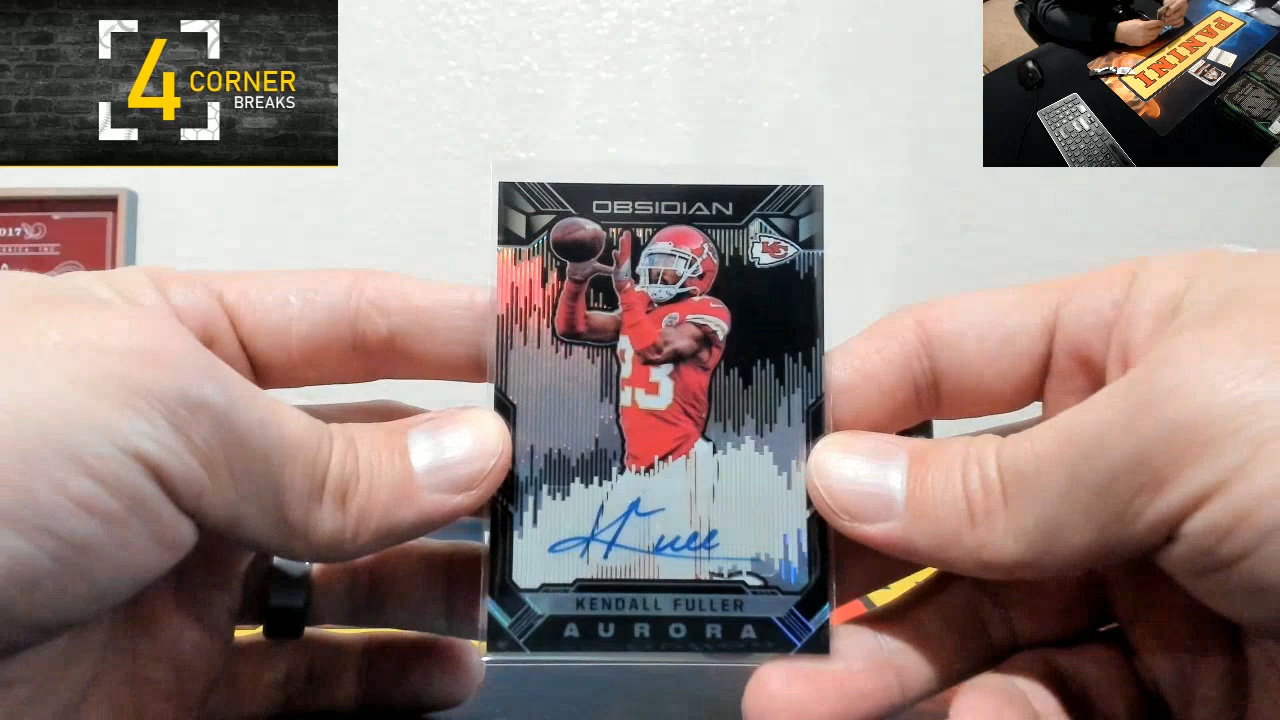 4 CORNER
BREAKS
PANINI
2017
OBSIDIAN
KC
23
KENDALL FULLER
AURORA